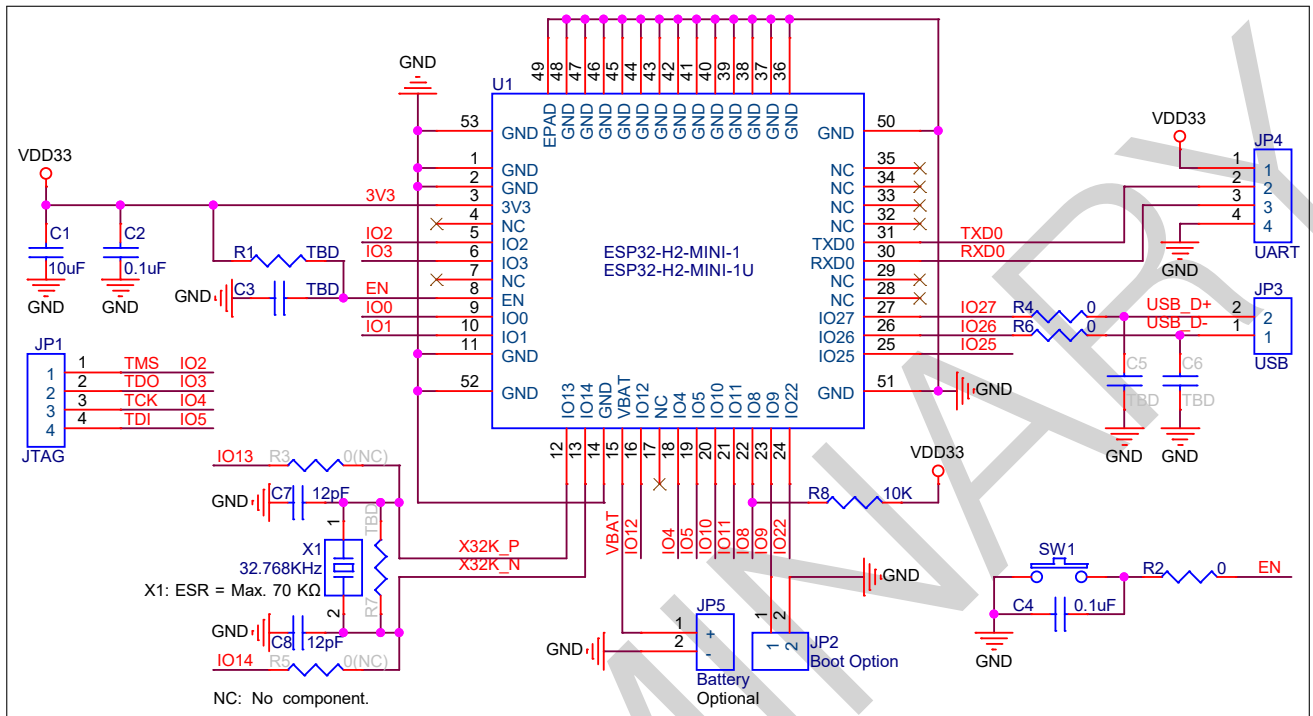 GND
49
48
47
46
45
44
43
42
41
40
39
38
37
36
U1
EPAD
GND
GND
GND
GND
GND
GND
GND
GND
GND
GND
GND
GND
GND
53 GND
GND 50
VDD33
1 GND
2 GND
3V3 3 3V3
4 NC
IO2 5 IO2
IO3 6 IO3
7 NC
EN 8 EN
IO0 9 IO0
IO1 10 IO1
11 GND
52 GND
ESP32-H2-MINI-1
ESP32-H2-MINI-1U
NC 35
NC 34
NC 33
NC 32
TXD0 31 TXD0
RXD0 30 RXD0
NC 29
NC 28
IO27 27 IO27 R4 0 USB_D+
IO26 26 IO26 R6 0 USB_D-
IO25 25 IO25
GND 51
GND
C1
10uF
GND
C2
0.1uF
GND
R1 TBD
GND C3 TBD
VDD33
JP4
1 1
2 2
3 3
4 4
GND
UART
JP3
2 2
1 1
USB
C5
TBD
GND
C6
TBD
GND
JP1
1 1 TMS IO2
2 2 TDO IO3
3 3 TCK IO4
4 4 TDI IO5
JTAG
IO13
IO14
GND
VBAT
IO12
NC
IO4
IO5
IO10
IO11
IO8
IO9
IO22
12
13
14
15
16
17
18
19
20
21
22
23
24
VBAT
IO12
IO4
IO5
IO10
IO11
IO8
IO9
IO22
VDD33
R8 10K
IO13 R3 0(NC)
GND C7 12pF
1
TBD
X1
32.768KHz
X1: ESR = Max. 70 KΩ
2
R7
X32K_P
X32K_N
GND C8 12pF
IO14 R5 0(NC)
NC: No component.
JP5
1 +
2 -
GND
Battery
Optional
1
2
GND
JP2
1
2
Boot Option
SW1
R2 0 EN
C4 0.1uF
GND
MINARY